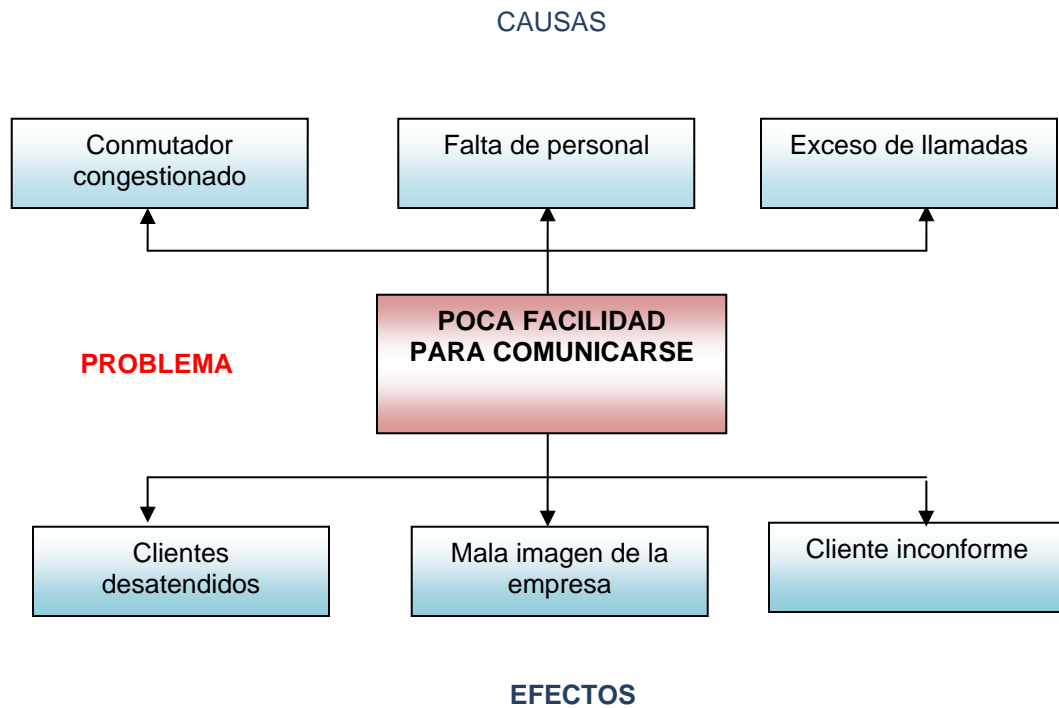 CAUSAS
Conmutador
congestionado
Falta de personal
Exceso de llamadas
POCA FACILIDAD
PARA COMUNICARSE
PROBLEMA
Clientes
desatendidos
Mala imagen de la
empresa
Cliente inconforme
EFECTOS